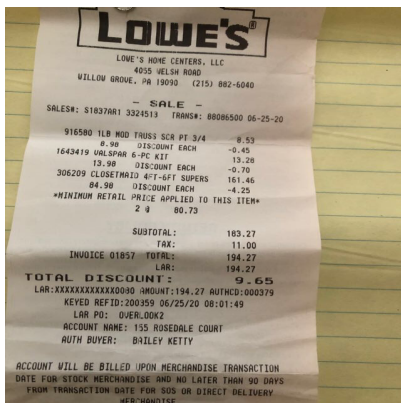 LOWE'S®
LOWE'S HOME CENTERS, LLC
4055 WELSH ROAD
WILLOW GROVE, PA 19090 (215) 882-6040
- SALE -
SALES#: S1837AR1 3324513 TRANS#: 88086500 06-25-20
916580 1LB MOD TRUSS SCR PT 3/4 8.53
8.98 DISCOUNT EACH -0.45
1643419 VALSPAR 6-PC KIT 13.28
13.98 DISCOUNT EACH -0.70
306209 CLOSETMAID 4FT-6FT SUPERS 161.46
84.98 DISCOUNT EACH -4.25
*MINIMUM RETAIL PRICE APPLIED TO THIS ITEM*
2 @ 80.73
SUBTOTAL: 183.27
TAX: 11.00
INVOICE 01857 TOTAL: 194.27
LAR: 194.27
TOTAL DISCOUNT: 9.65
LAR:XXXXXXXXXXXX0080 AMOUNT:194.27 AUTHCD:000379
KEYED REFID:200359 06/25/20 08:01:49
LAR PO: OVERLOOK2
ACCOUNT NAME: 155 ROSEDALE COURT
AUTH BUYER: BAILEY KETTY
ACCOUNT WILL BE BILLED UPON MERCHANDISE TRANSACTION
DATE FOR STOCK MERCHANDISE AND NO LATER THAN 90 DAYS
FROM TRANSACTION DATE FOR SOS OR DIRECT DELIVERY
MERCHANDISE